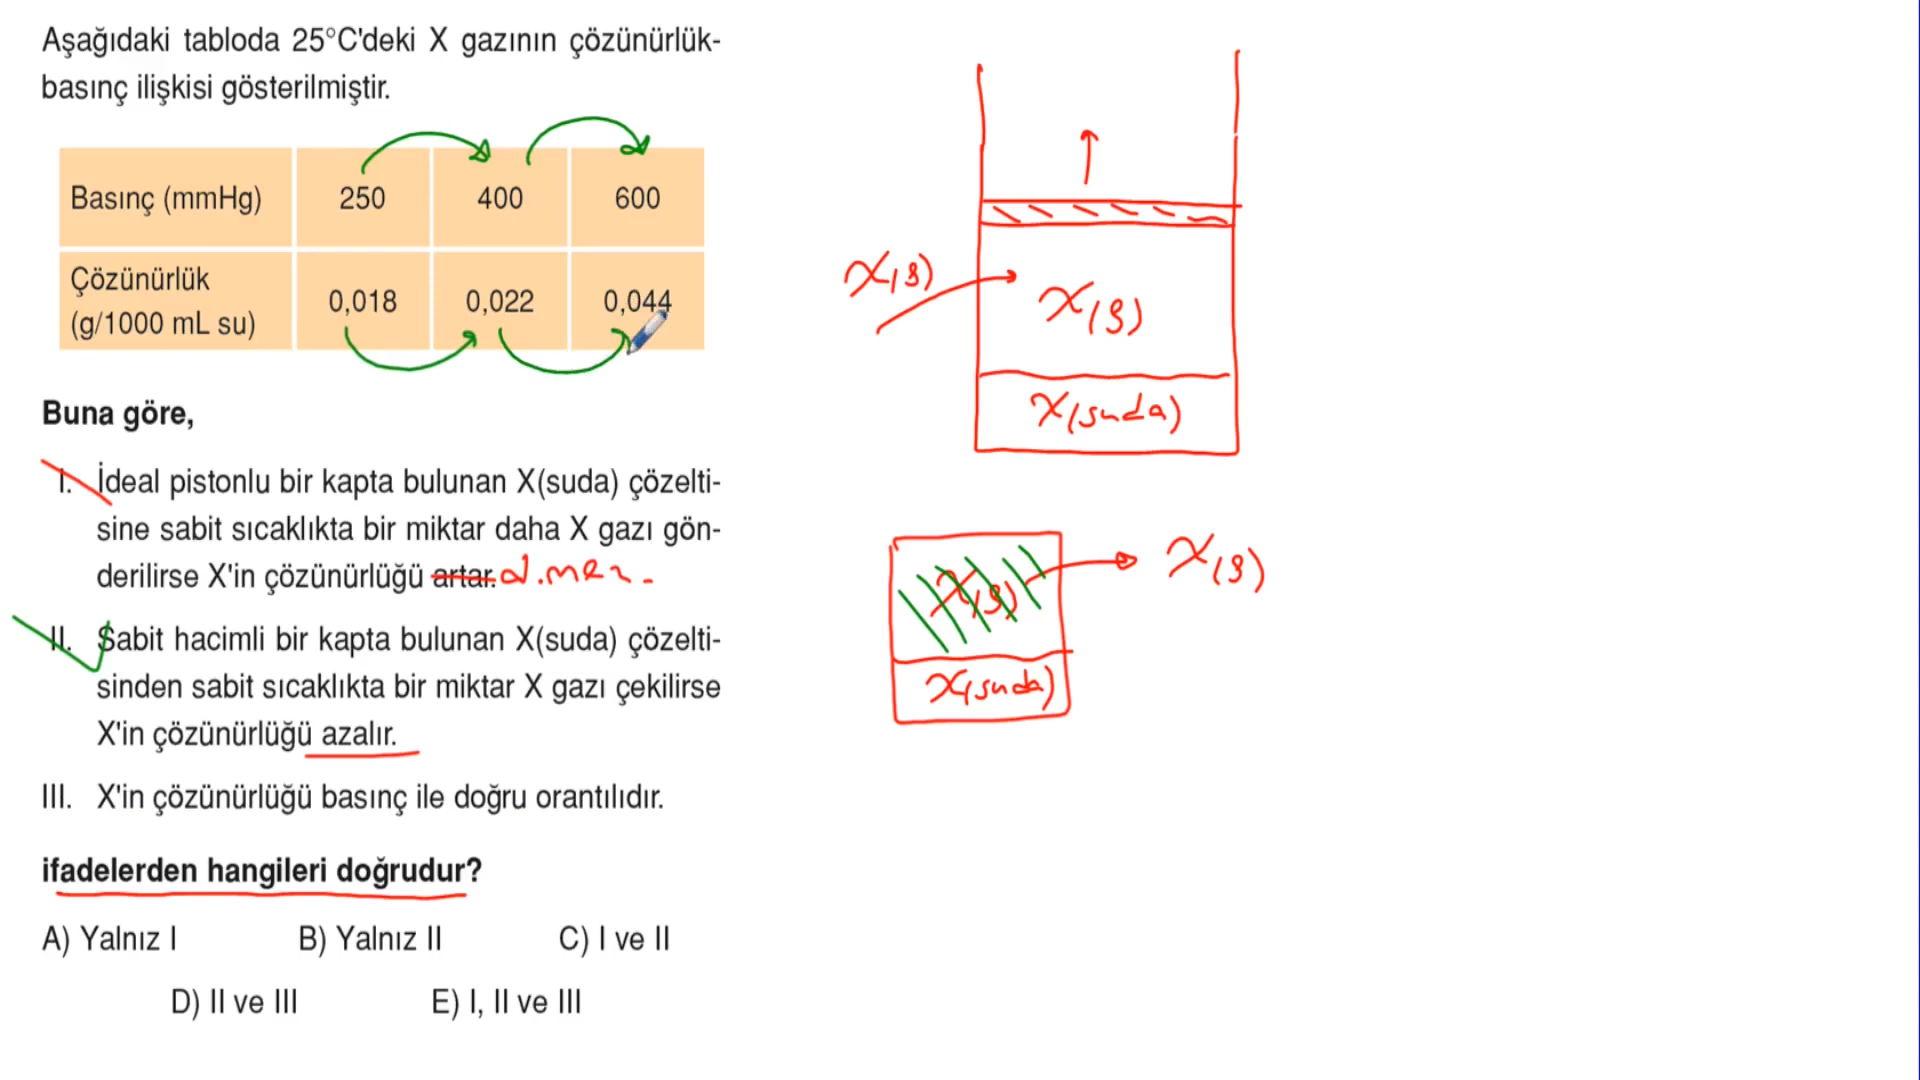 Aşağıdaki tabloda 25°C'deki X gazının çözünürlük-
basınç ilişkisi gösterilmiştir.
Basınç (mmHg) 250 400 600
Çözünürlük
(g/1000 mL su) 0,018 0,022 0,044
Buna göre,
I. İdeal pistonlu bir kapta bulunan X(suda) çözelti-
sine sabit sıcaklıkta bir miktar daha X gazı gön-
derilirse X'in çözünürlüğü artar. d.mez.
II. Sabit hacimli bir kapta bulunan X(suda) çözelti-
sinden sabit sıcaklıkta bir miktar X gazı çekilirse
X'in çözünürlüğü azalır.
III. X'in çözünürlüğü basınç ile doğru orantılıdır.
ifadelerden hangileri doğrudur?
A) Yalnız I B) Yalnız II C) I ve II
D) II ve III E) I, II ve III
X(g)
X(g)
X(suda)
X(g)
X(g)
X(suda)